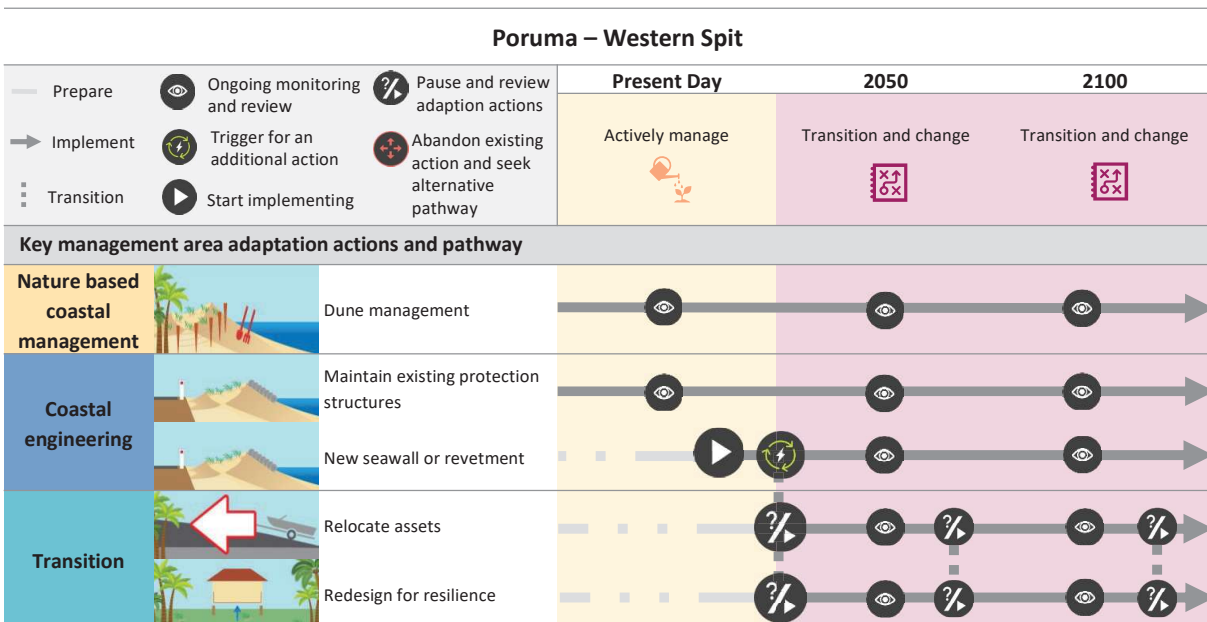 Poruma – Western Spit
Prepare
Ongoing monitoring
and review
Pause and review
adaption actions
Implement
Trigger for an
additional action
Abandon existing
action and seek
alternative
pathway
Transition
Start implementing
Present Day
2050
2100
Actively manage
Transition and change
Transition and change
Key management area adaptation actions and pathway
Nature based
coastal
management
Dune management
Coastal
engineering
Maintain existing protection
structures
New seawall or revetment
Transition
Relocate assets
Redesign for resilience